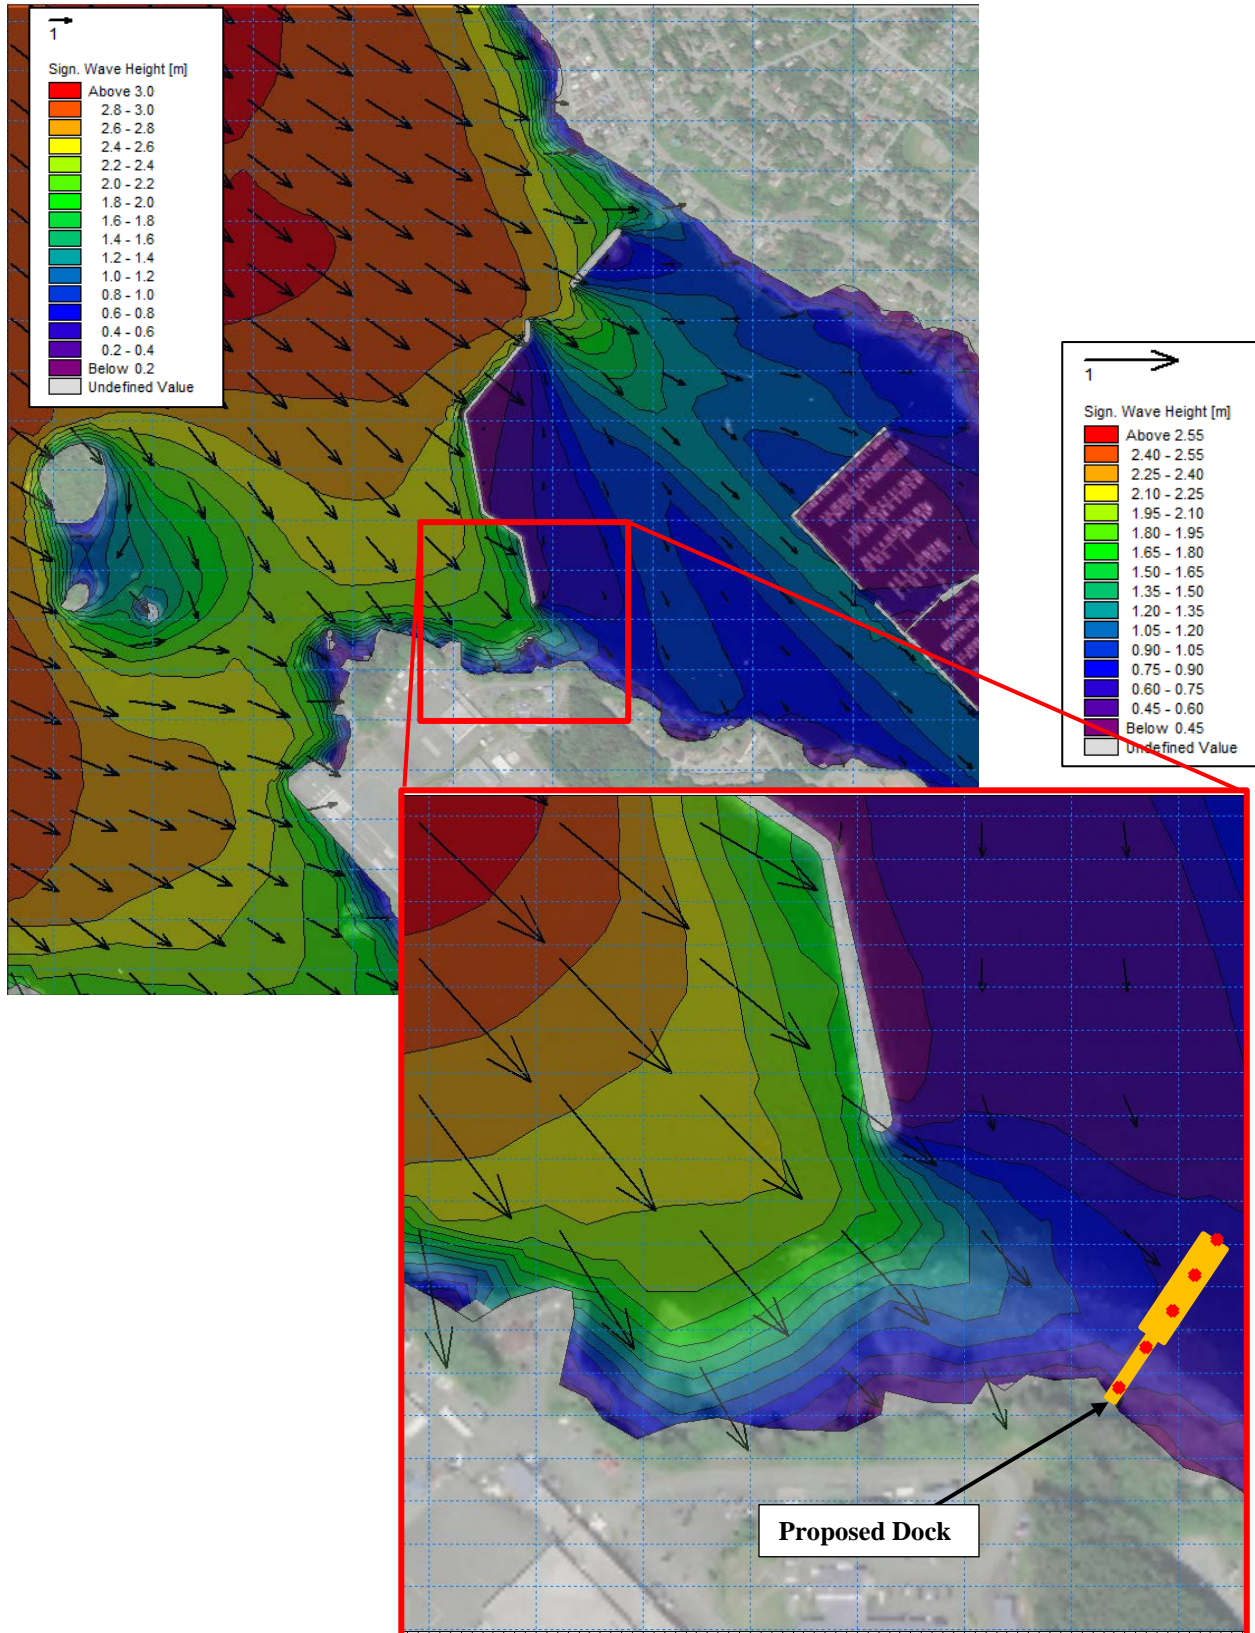 1
Sign. Wave Height [m]
Above 3.0
2.8 - 3.0
2.6 - 2.8
2.4 - 2.6
2.2 - 2.4
2.0 - 2.2
1.8 - 2.0
1.6 - 1.8
1.4 - 1.6
1.2 - 1.4
1.0 - 1.2
0.8 - 1.0
0.6 - 0.8
0.4 - 0.6
0.2 - 0.4
Below 0.2
Undefined Value
1
Sign. Wave Height [m]
Above 2.55
2.40 - 2.55
2.25 - 2.40
2.10 - 2.25
1.95 - 2.10
1.80 - 1.95
1.65 - 1.80
1.50 - 1.65
1.35 - 1.50
1.20 - 1.35
1.05 - 1.20
0.90 - 1.05
0.75 - 0.90
0.60 - 0.75
0.45 - 0.60
Below 0.45
Undefined Value
Proposed Dock